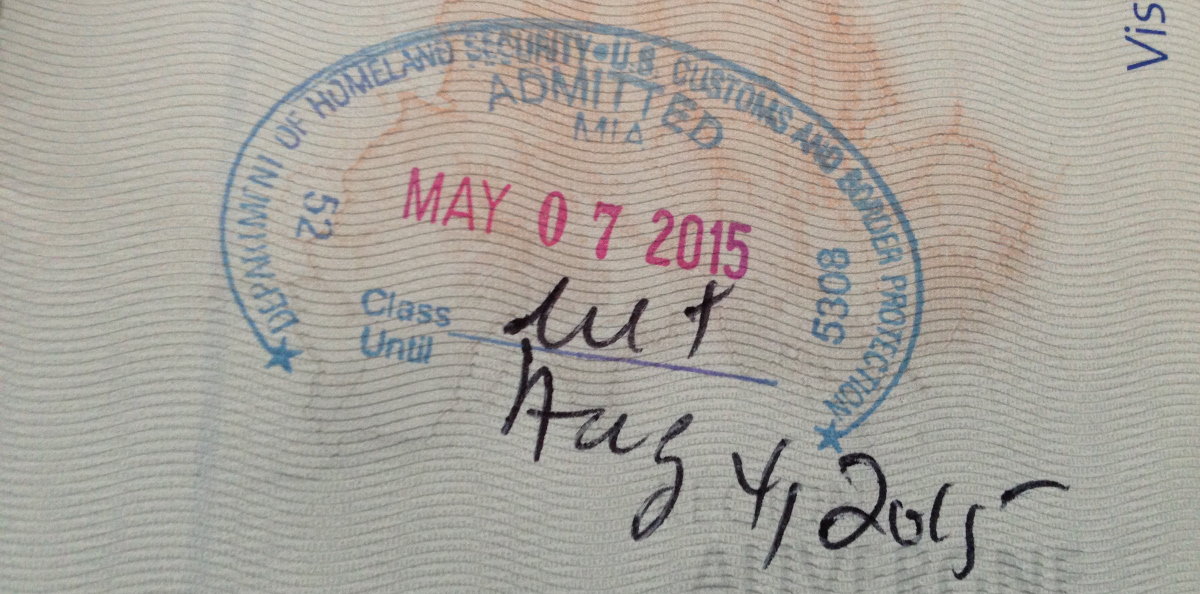 DEPARTMENT OF HOMELAND SECURITY • U.S. CUSTOMS AND BORDER PROTECTION
ADMITTED
MIA
52
MAY 07 2015
5308
Class
Until
Aug 4, 2015
Vis